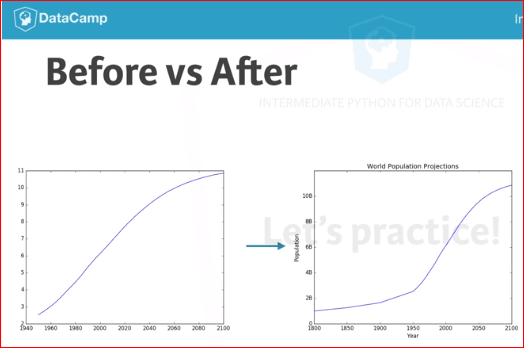 DataCamp
In
Before vs After
INTERMEDIATE PYTHON FOR DATA SCIENCE
11
10
9
8
7
6
5
4
3
2
1940 1960 1980 2000 2020 2040 2060 2080 2100
World Population Projections
Let's practice!
10B
8B
6B
4B
2B
0
Population
1800 1850 1900 1950 2000 2050 2100
Year